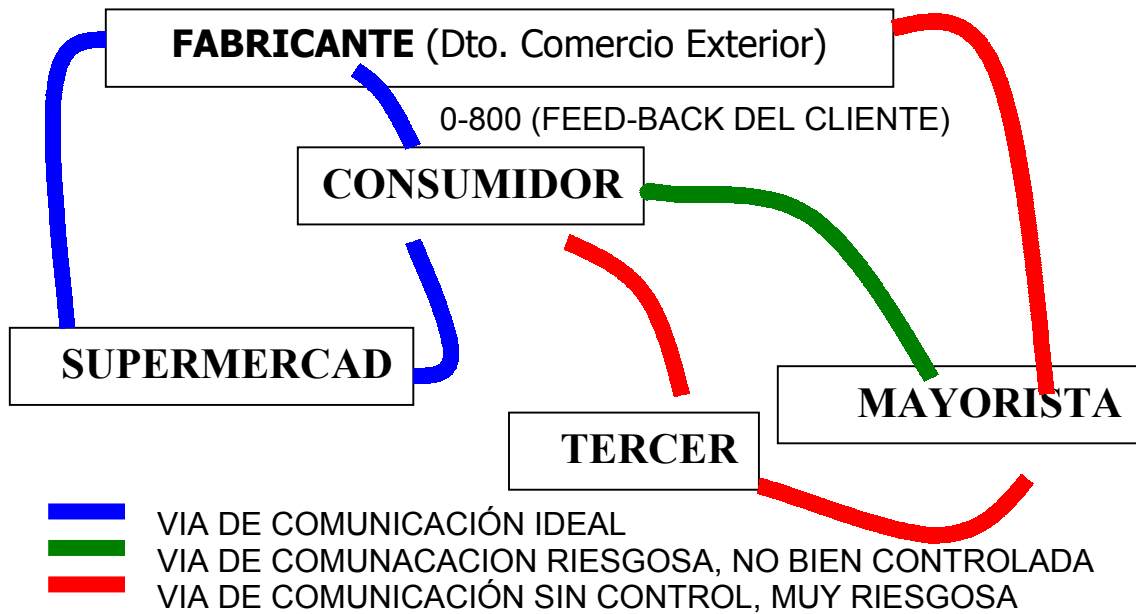 FABRICANTE (Dto. Comercio Exterior)
0-800 (FEED-BACK DEL CLIENTE)
CONSUMIDOR
SUPERMERCAD
MAYORISTA
TERCER
VIA DE COMUNICACIÓN IDEAL
VIA DE COMUNACACION RIESGOSA, NO BIEN CONTROLADA
VIA DE COMUNICACIÓN SIN CONTROL, MUY RIESGOSA